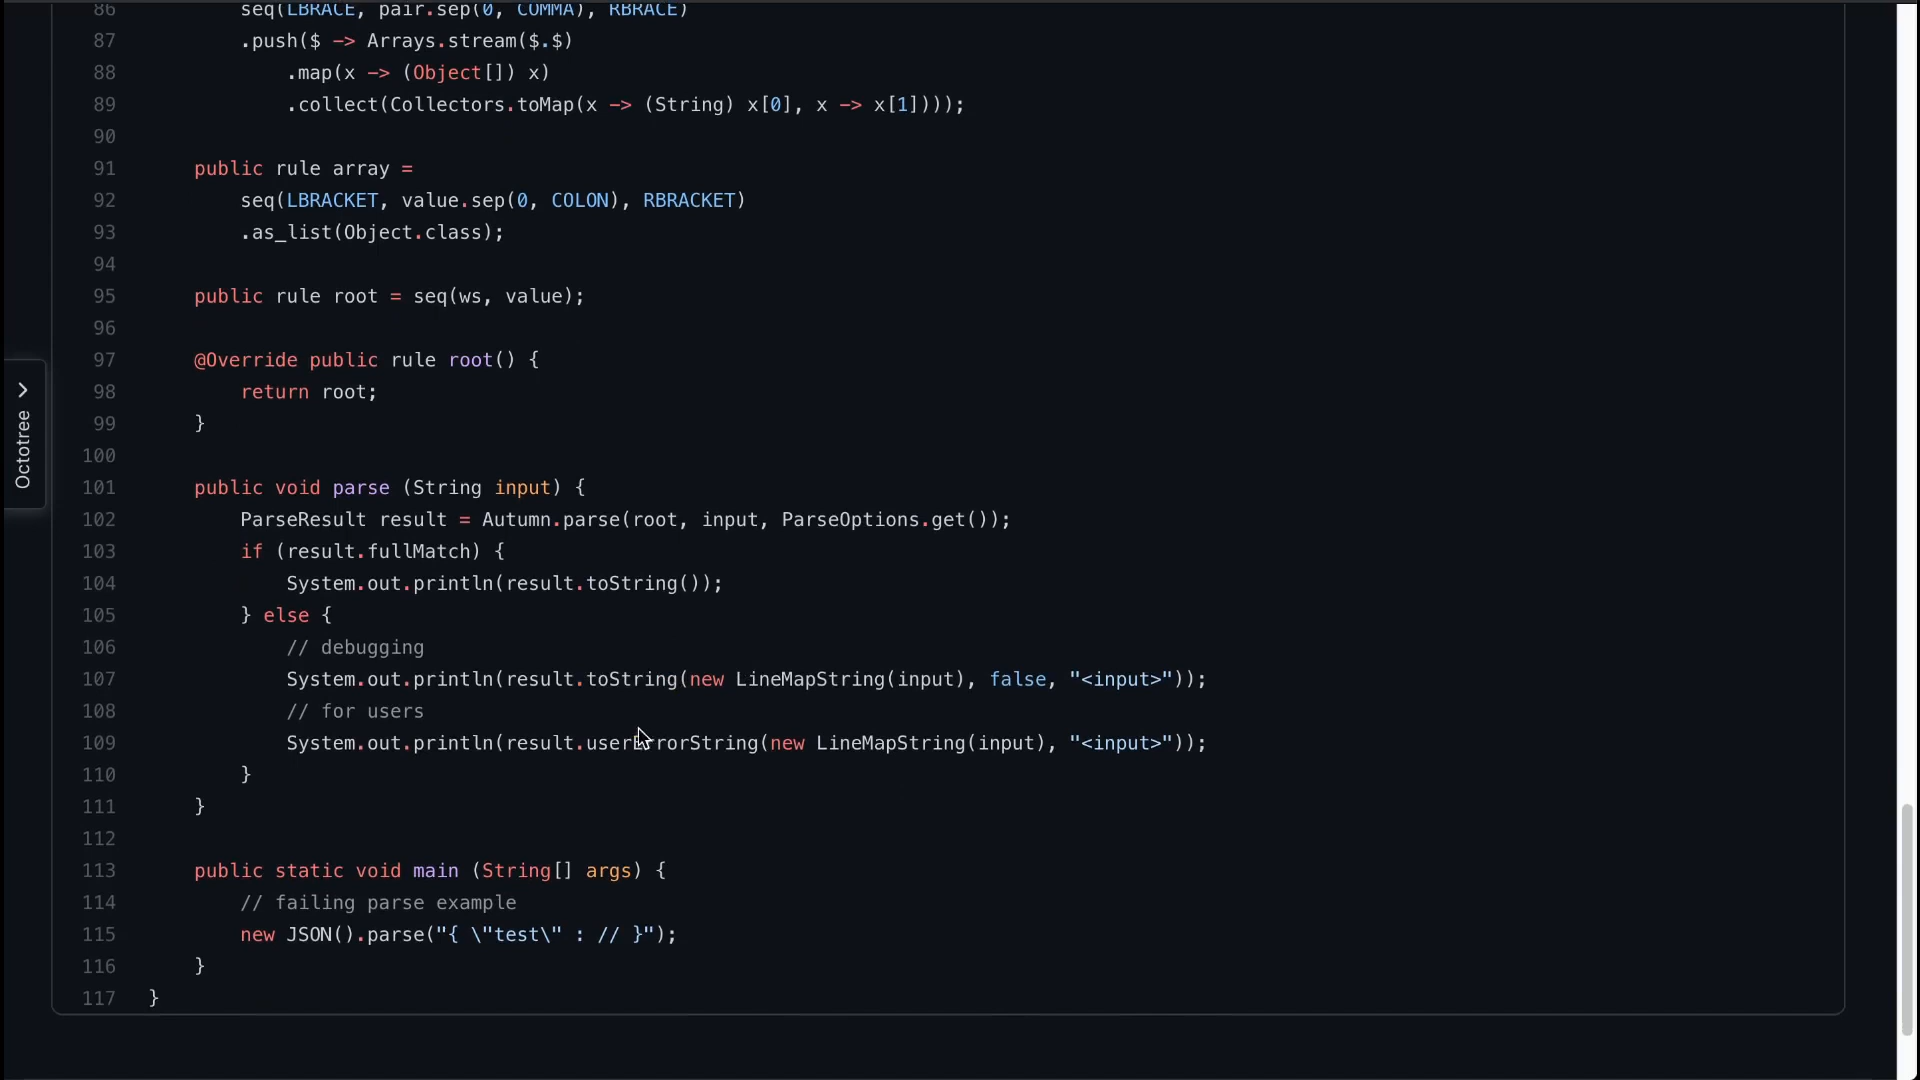 86 seq(LBRACE, pair.sep(0, COMMA), RBRACE)
87 .push($ -> Arrays.stream($.$)
88 .map(x -> (Object[]) x)
89 .collect(Collectors.toMap(x -> (String) x[0], x -> x[1])));
90
91 public rule array =
92 seq(LBRACKET, value.sep(0, COLON), RBRACKET)
93 .as_list(Object.class);
94
95 public rule root = seq(ws, value);
96
97 @Override public rule root() {
98 return root;
99 }
100
101 public void parse (String input) {
102 ParseResult result = Autumn.parse(root, input, ParseOptions.get());
103 if (result.fullMatch) {
104 System.out.println(result.toString());
105 } else {
106 // debugging
107 System.out.println(result.toString(new LineMapString(input), false, "<input>"));
108 // for users
109 System.out.println(result.userErrorString(new LineMapString(input), "<input>"));
110 }
111 }
112
113 public static void main (String[] args) {
114 // failing parse example
115 new JSON().parse("{ \"test\" : // }");
116 }
117 }
Octotree